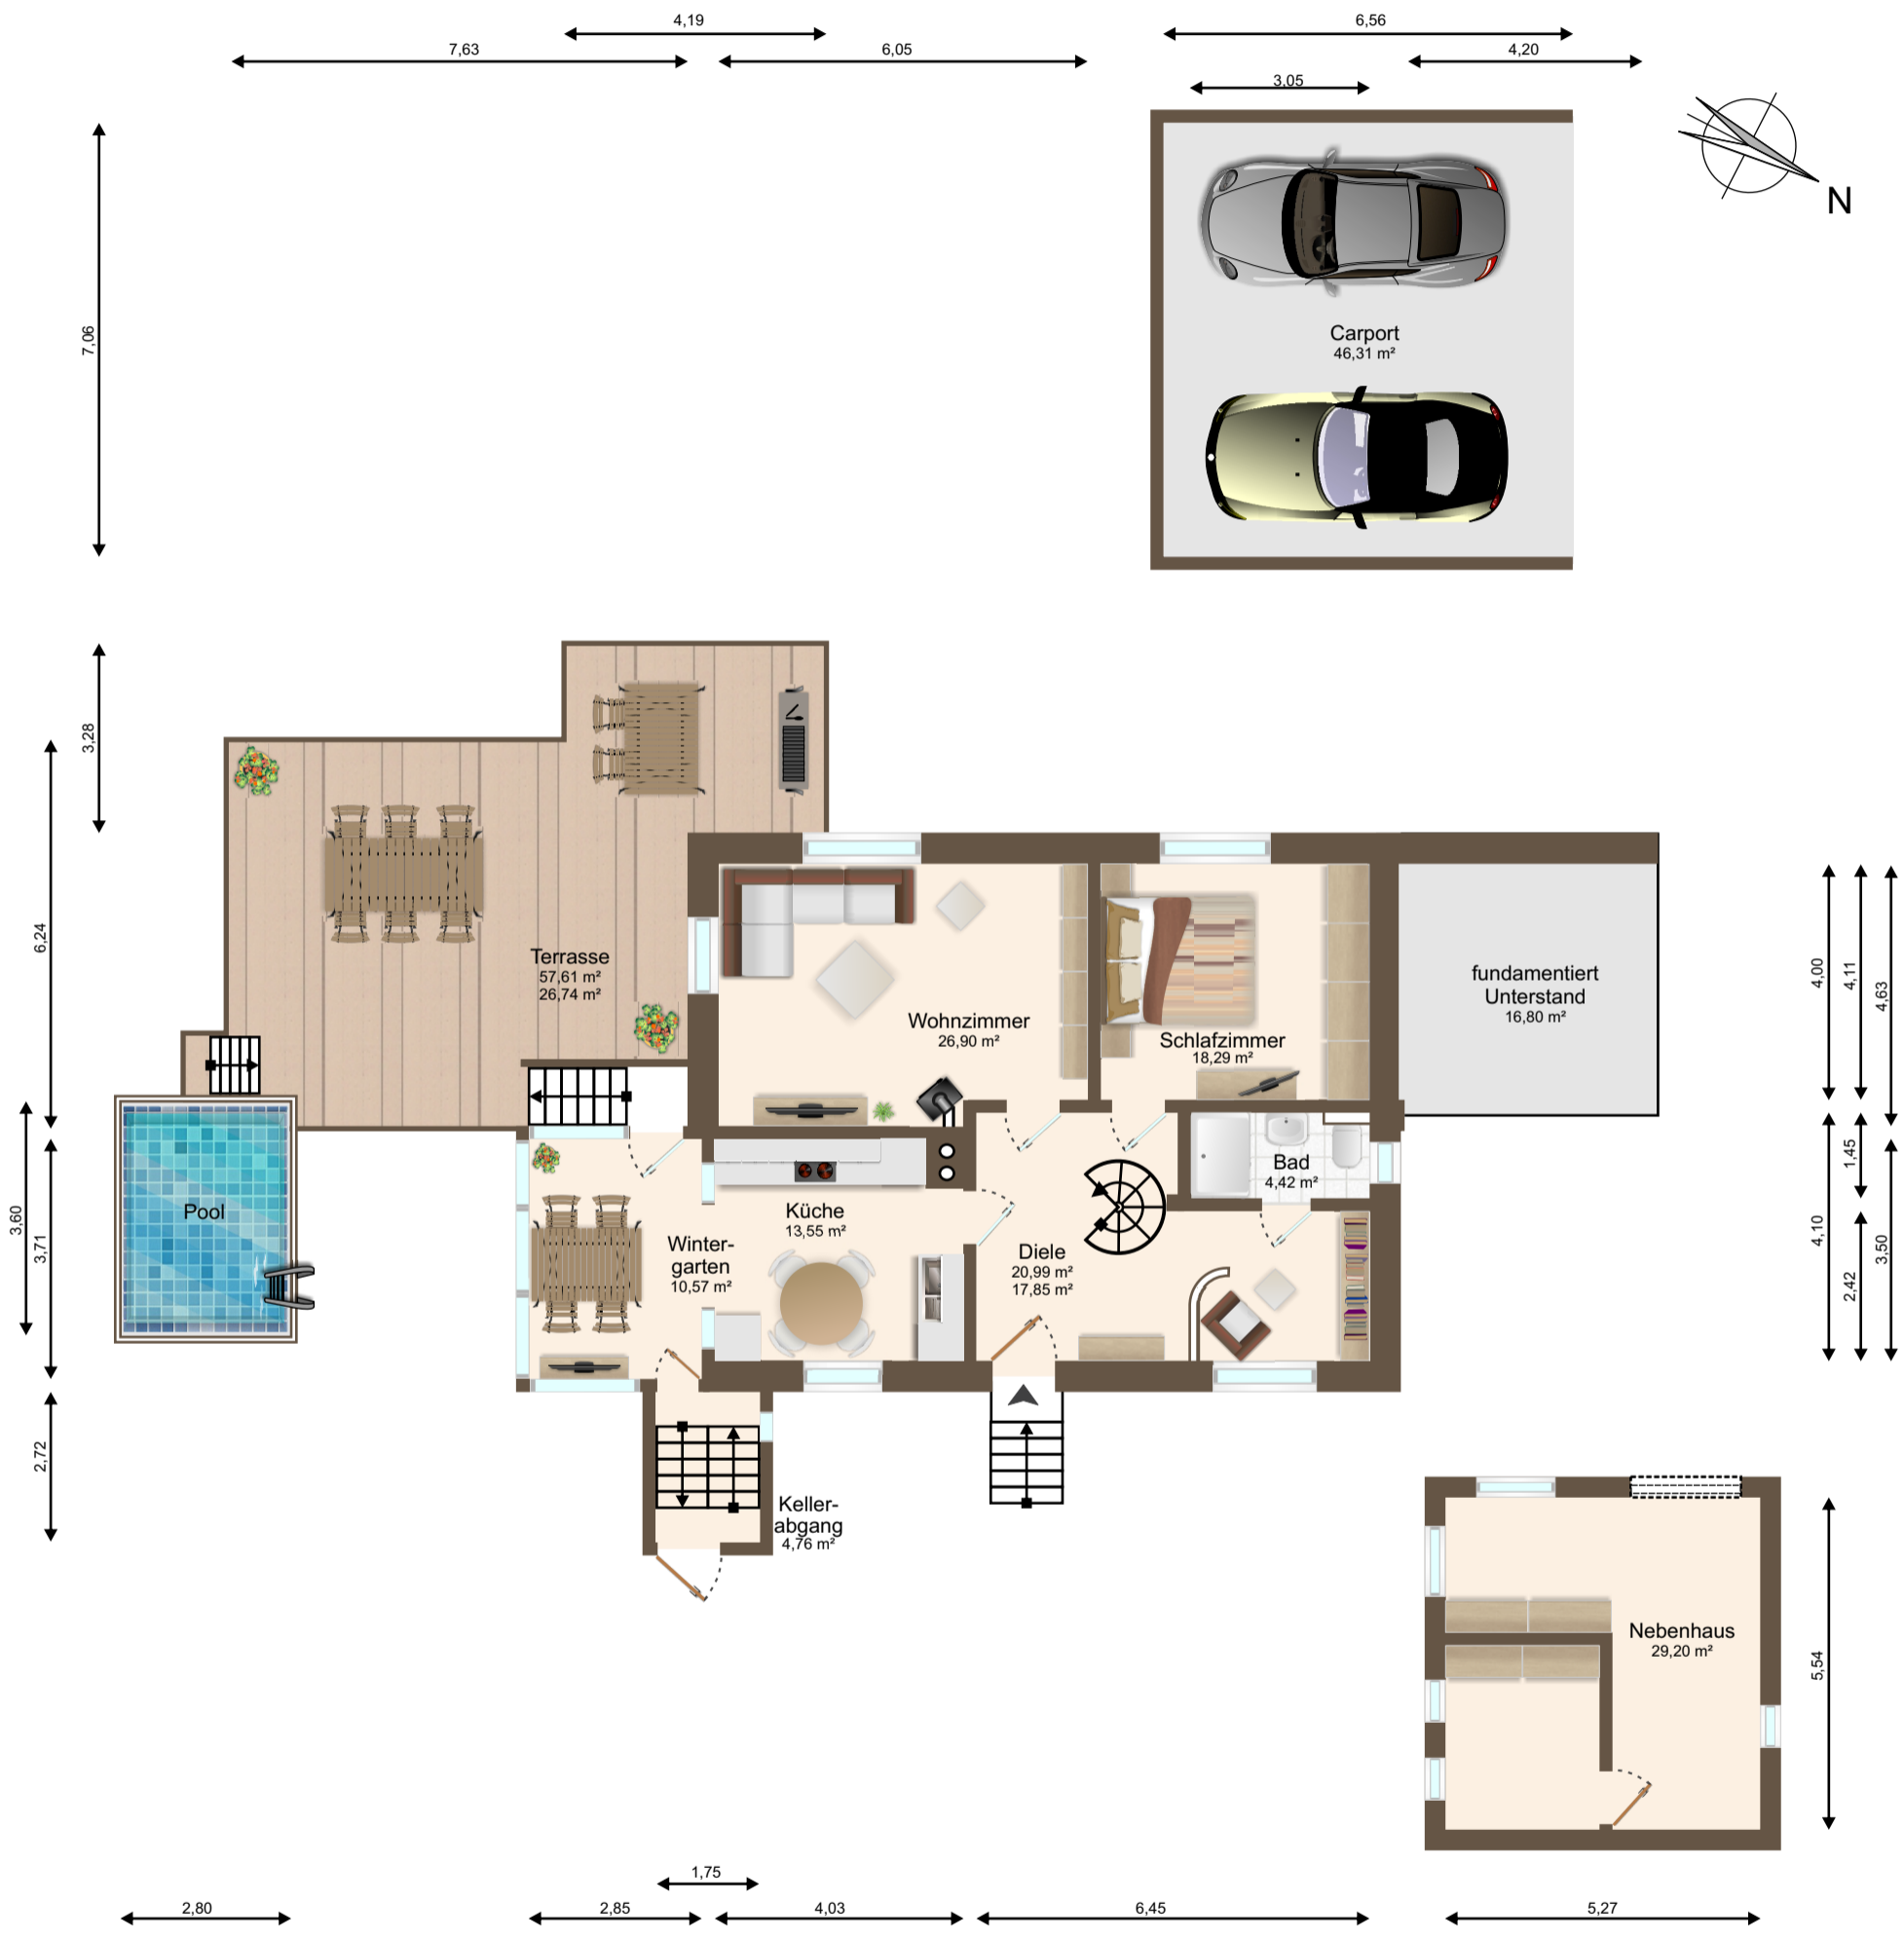 4,19
6,56
7,63
6,05
4,20
3,05
N
7,06
Carport
46,31 m²
3,28
6,24
Terrasse
57,61 m²
26,74 m²
Wohnzimmer
26,90 m²
Schlafzimmer
18,29 m²
fundamentiert
Unterstand
16,80 m²
4,00
4,11
4,63
3,60
3,71
Pool
Winter-
garten
10,57 m²
Küche
13,55 m²
Diele
20,99 m²
17,85 m²
Bad
4,42 m²
4,10
1,45
2,42
3,50
2,72
Keller-
abgang
4,76 m²
Nebenhaus
29,20 m²
5,54
1,75
2,80
2,85
4,03
6,45
5,27